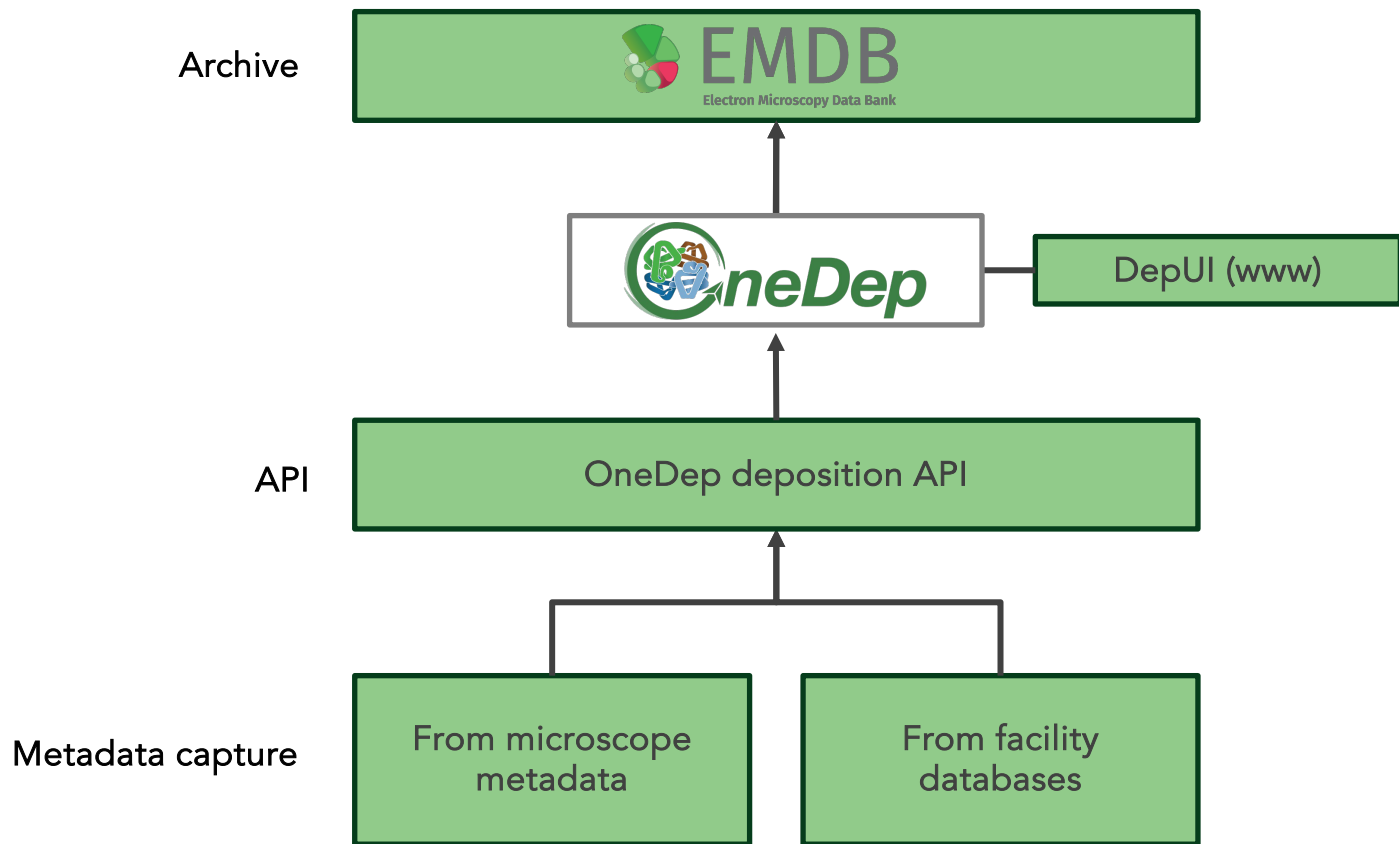 Archive
EMDB
Electron Microscopy Data Bank
OneDep
DepUI (www)
API
OneDep deposition API
Metadata capture
From microscope
metadata
From facility
databases